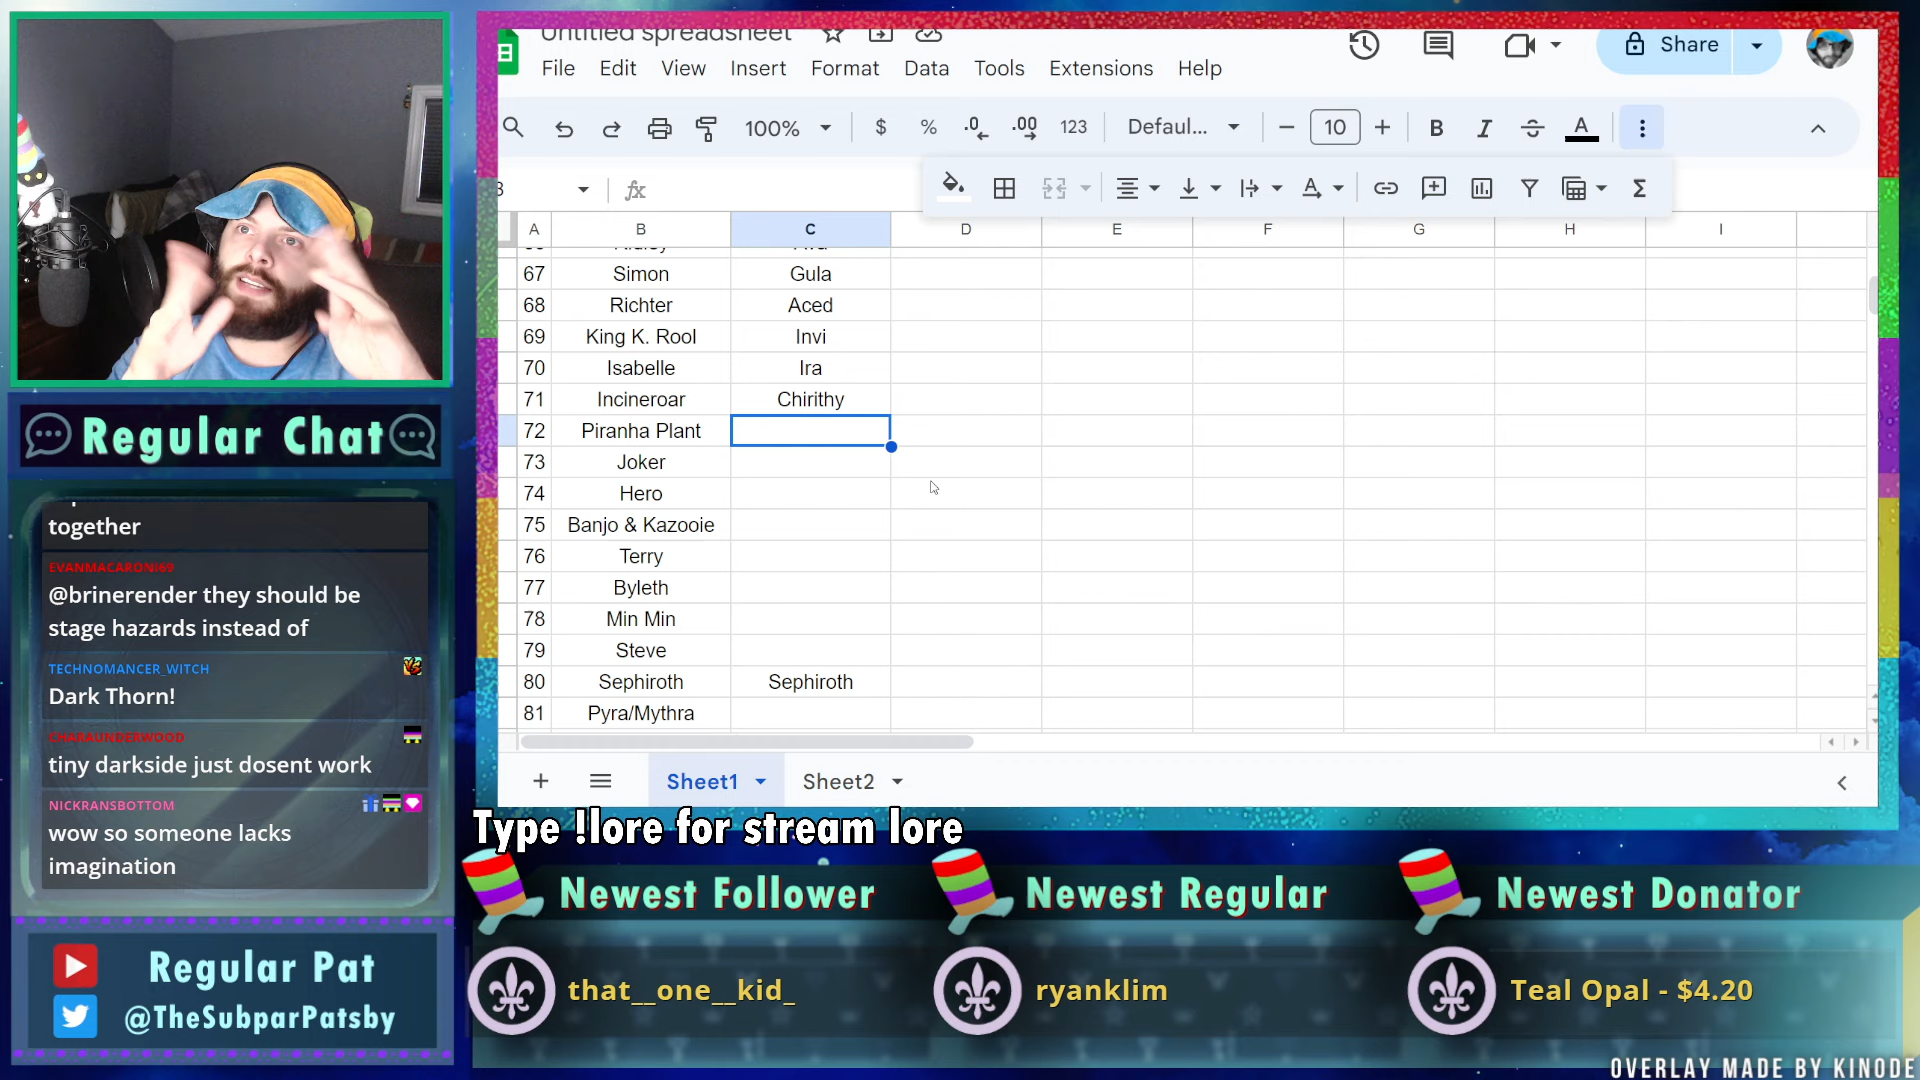 Untitled spreadsheet
File Edit View Insert Format Data Tools Extensions Help
Share
100% $ % .0 .00 123 Defaul... 10 B I S A
fx
A B C D E F G H I
67 Simon Gula
68 Richter Aced
69 King K. Rool Invi
70 Isabelle Ira
71 Incineroar Chirithy
72 Piranha Plant
73 Joker
74 Hero
75 Banjo & Kazooie
76 Terry
77 Byleth
78 Min Min
79 Steve
80 Sephiroth Sephiroth
81 Pyra/Mythra
Sheet1 Sheet2
Regular Chat
together
EVANMACARONI69
@brinerender they should be
stage hazards instead of
TECHNOMANCER_WITCH
Dark Thorn!
CHARAUNDERWOOD
tiny darkside just dosent work
NICKRANSBOTTOM
wow so someone lacks
imagination
Regular Pat
@TheSubparPatsby
Type !lore for stream lore
Newest Follower
that__one__kid_
Newest Regular
ryanklim
Newest Donator
Teal Opal - $4.20
OVERLAY MADE BY KINODE